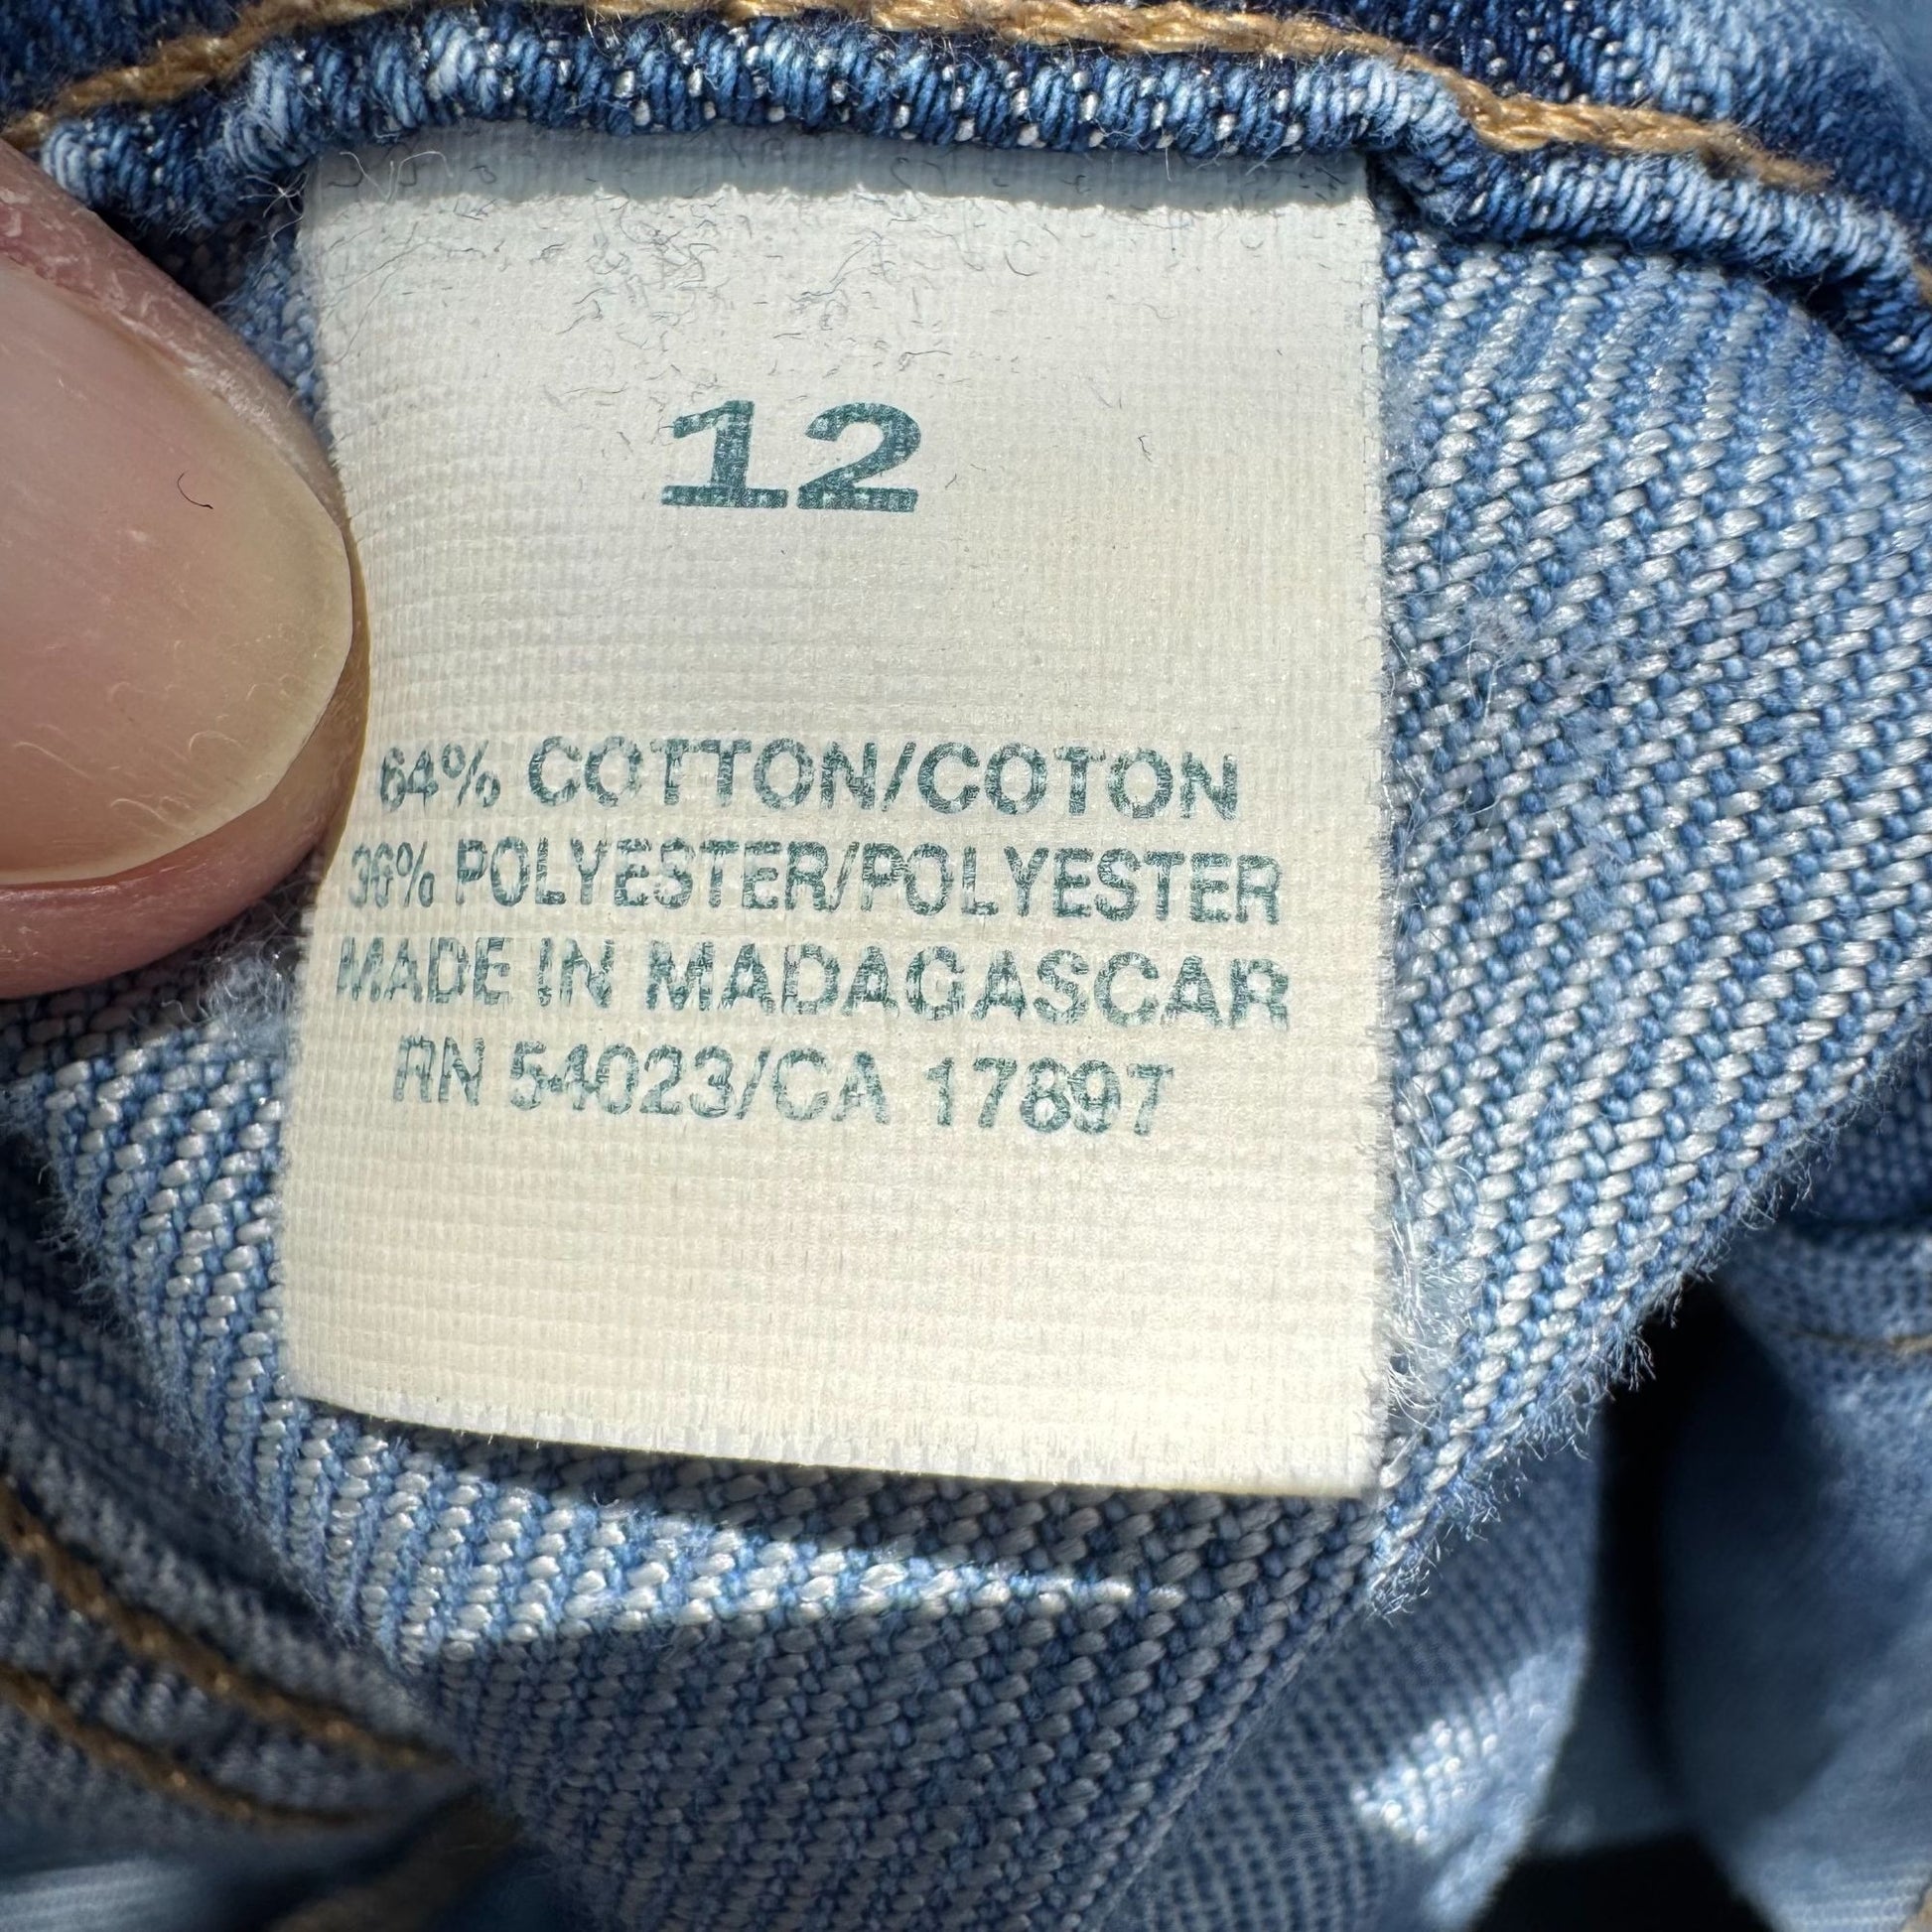 12
64% COTTON/COTON
36% POLYESTER/POLYESTER
MADE IN MADAGASCAR
RN 54023/CA 17897